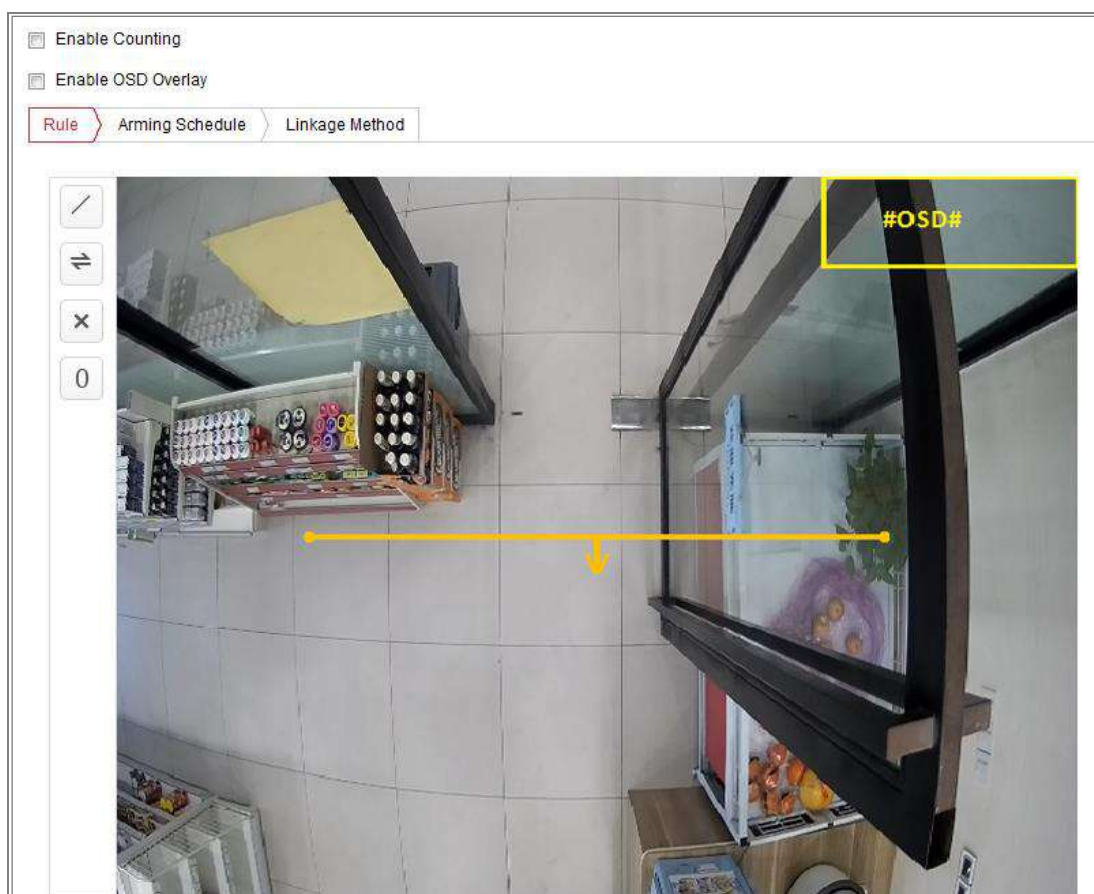 Enable Counting
Enable OSD Overlay
Rule Arming Schedule Linkage Method
#OSD#
0